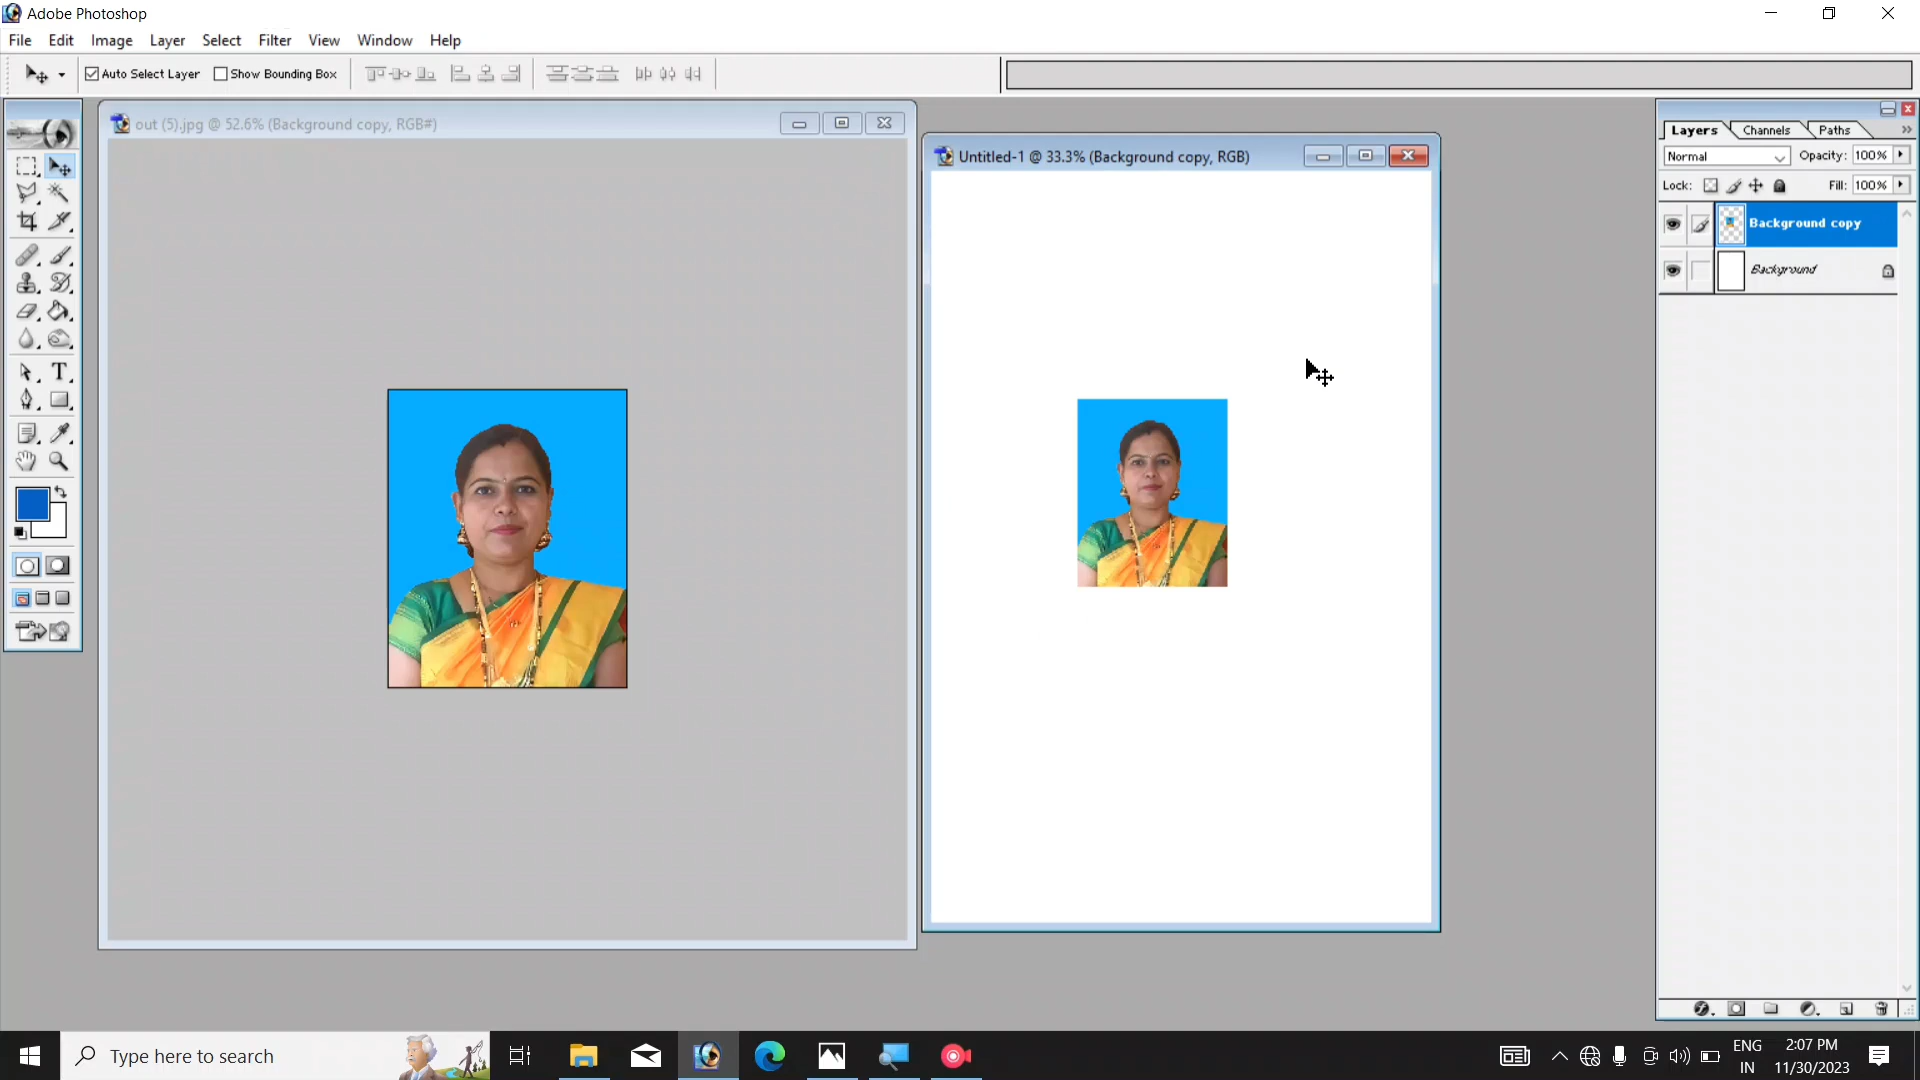 Adobe Photoshop
File Edit Image Layer Select Filter View Window Help
Auto Select Layer Show Bounding Box
out (5).jpg @ 52.6% (Background copy, RGB#)
Untitled-1 @ 33.3% (Background copy, RGB)
Layers Channels Paths
Normal Opacity: 100%
Lock: Fill: 100%
Background copy
Background
T
Type here to search
ENG
IN
2:07 PM
11/30/2023